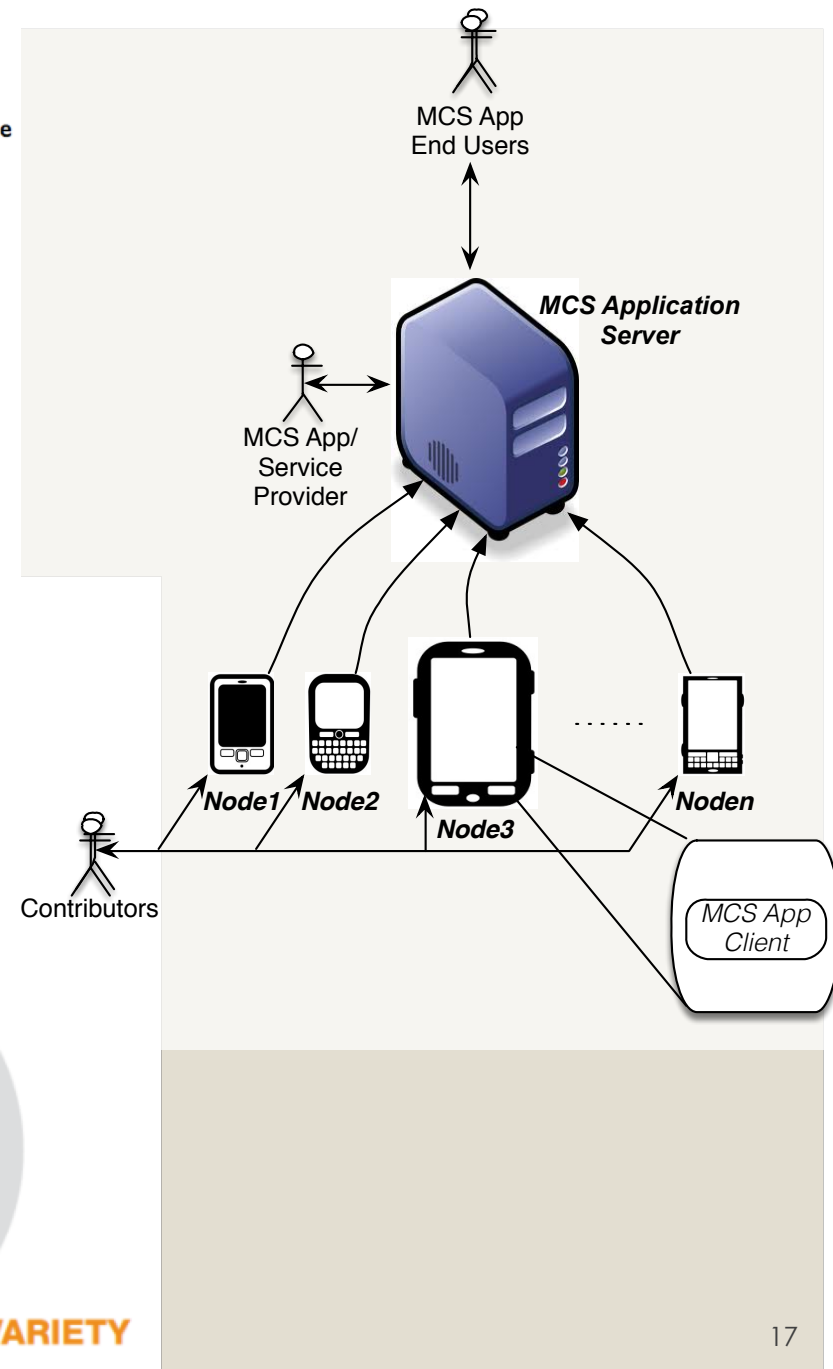 e
MCS App
End Users
MCS Application
Server
MCS App/
Service
Provider
Node1
Node2
Node3
......
Noden
Contributors
MCS App
Client
VARIETY
17